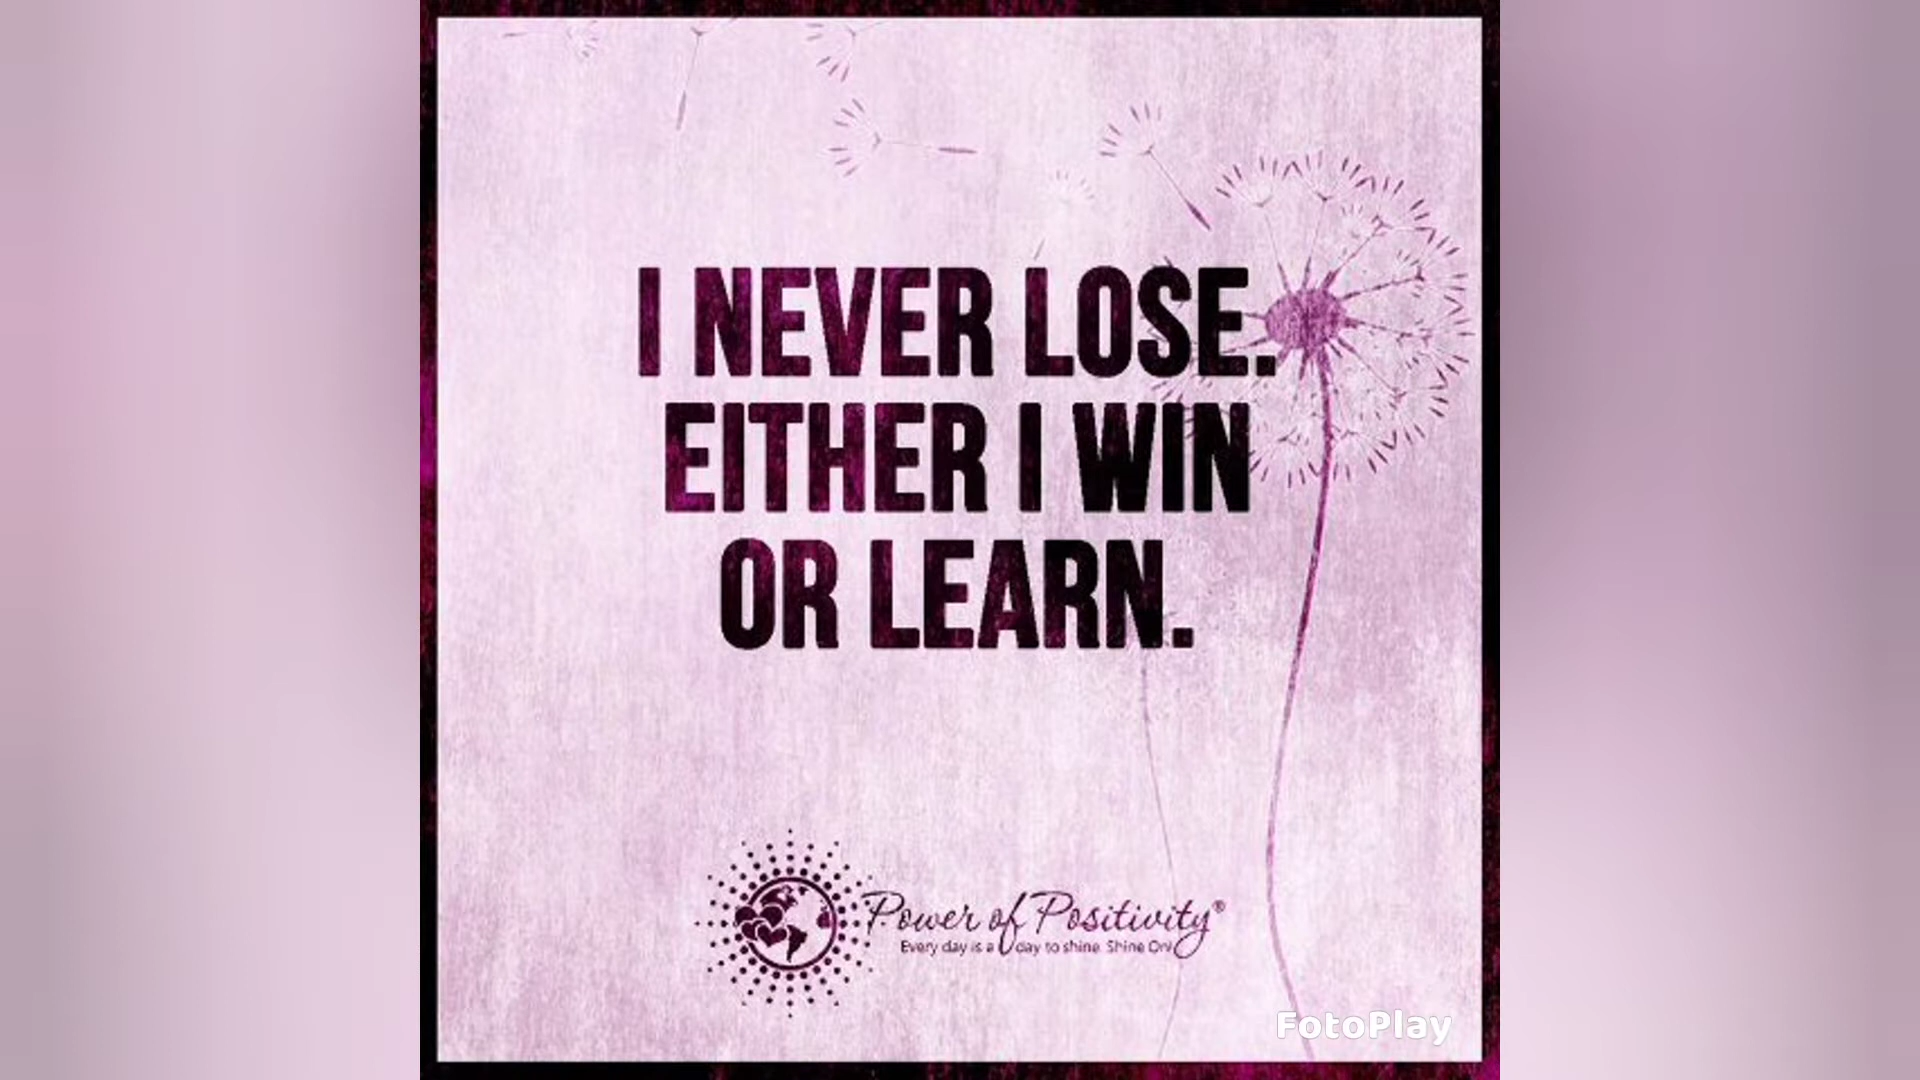 I NEVER LOSE.
EITHER I WIN
OR LEARN.
Power of Positivity®
Every day is a day to shine. Shine On!
FotoPlay